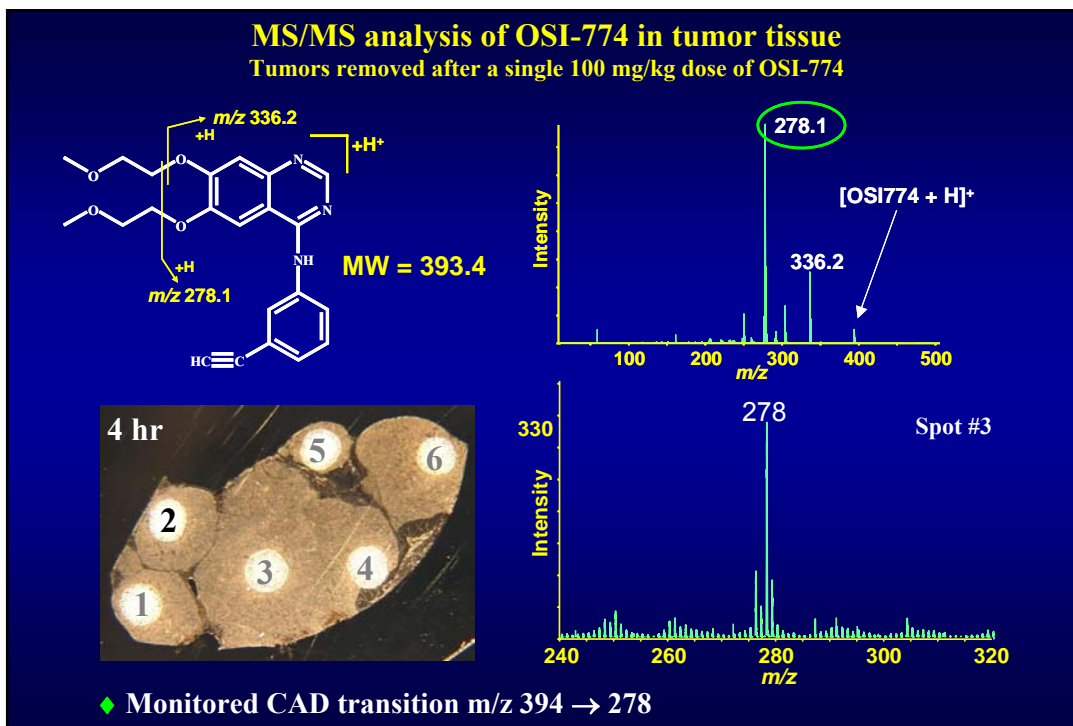 MS/MS analysis of OSI-774 in tumor tissue
Tumors removed after a single 100 mg/kg dose of OSI-774
m/z 336.2
+H
+H⁺
N
O
O
N
O
O
NH
+H
MW = 393.4
m/z 278.1
HC
C
278.1
[OSI774 + H]⁺
336.2
Intensity
100
200
300
400
500
m/z
4 hr
5
6
2
3
4
1
278
330
Spot #3
Intensity
240
260
280
300
320
m/z
Monitored CAD transition m/z 394 → 278